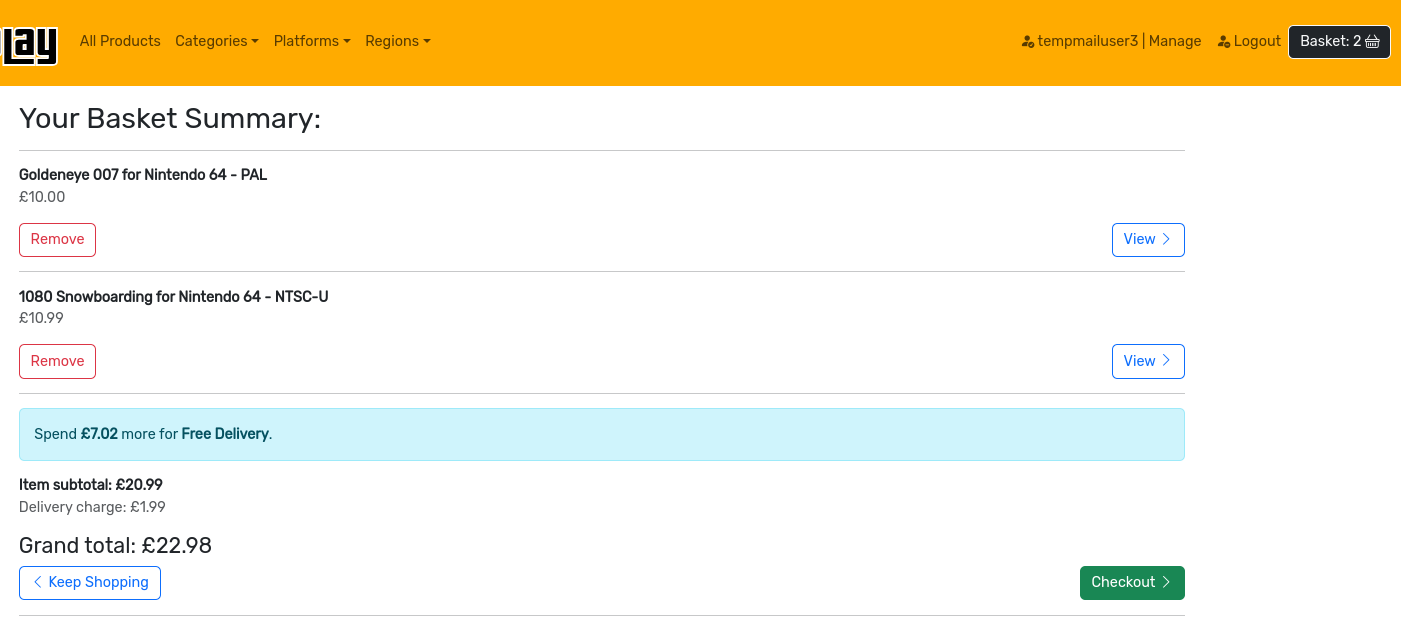 Lay All Products Categories Platforms Regions tempmailuser3 | Manage Logout Basket: 2
Your Basket Summary:
Goldeneye 007 for Nintendo 64 - PAL
£10.00
Remove View
1080 Snowboarding for Nintendo 64 - NTSC-U
£10.99
Remove View
Spend £7.02 more for Free Delivery.
Item subtotal: £20.99
Delivery charge: £1.99
Grand total: £22.98
Keep Shopping Checkout